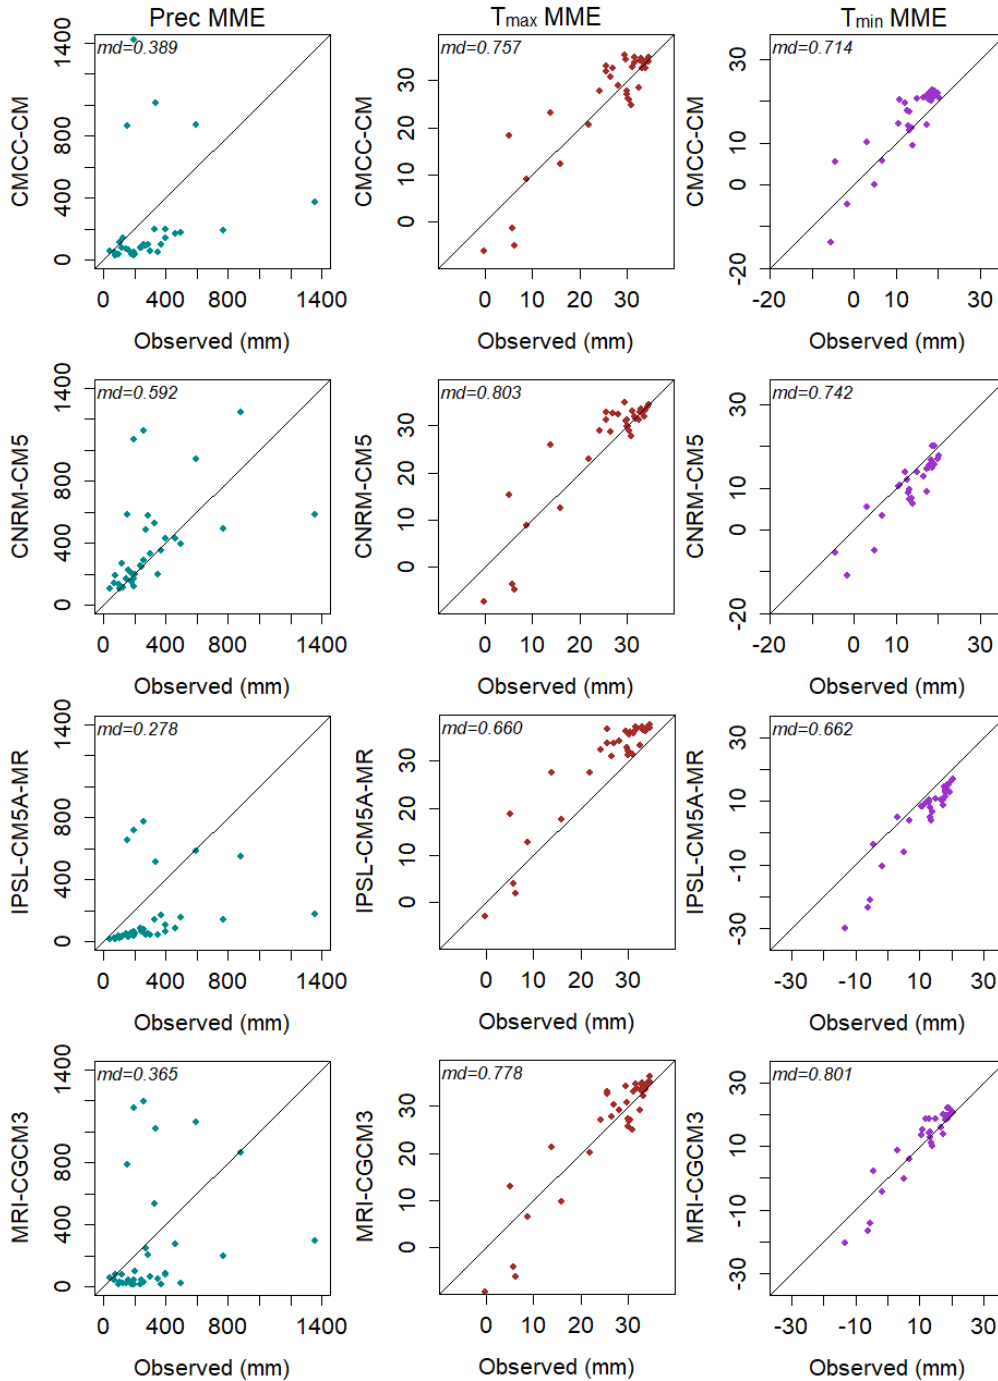 Prec MME
Tmax MME
Tmin MME
md=0.389
md=0.757
md=0.714
CMCC-CM
0 400 800 1400
CMCC-CM
0 10 20 30
CMCC-CM
-20 0 10 30
0 400 800 1400
0 10 20 30
-20 0 10 30
Observed (mm)
Observed (mm)
Observed (mm)
md=0.592
md=0.803
md=0.742
CNRM-CM5
0 400 800 1400
CNRM-CM5
0 10 20 30
CNRM-CM5
-20 0 10 30
0 400 800 1400
0 10 20 30
-20 0 10 30
Observed (mm)
Observed (mm)
Observed (mm)
md=0.278
md=0.660
md=0.662
IPSL-CM5A-MR
0 400 800 1400
IPSL-CM5A-MR
0 10 20 30
IPSL-CM5A-MR
-30 -10 10 30
0 400 800 1400
0 10 20 30
-30 -10 10 30
Observed (mm)
Observed (mm)
Observed (mm)
md=0.365
md=0.778
md=0.801
MRI-CGCM3
0 400 800 1400
MRI-CGCM3
0 10 20 30
MRI-CGCM3
-30 -10 10 30
0 400 800 1400
0 10 20 30
-30 -10 10 30
Observed (mm)
Observed (mm)
Observed (mm)